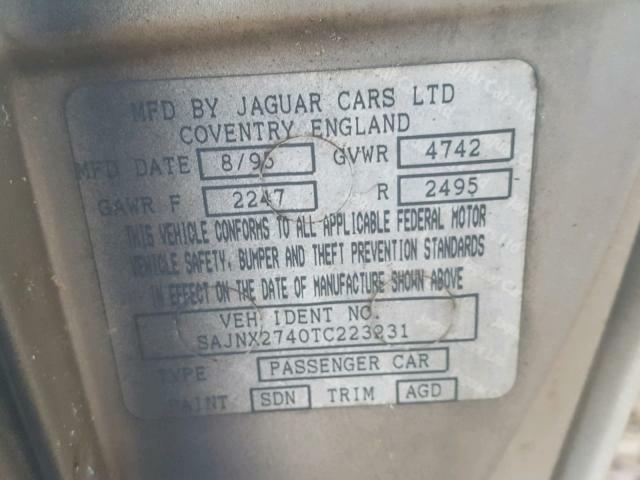 MFD BY JAGUAR CARS LTD
COVENTRY ENGLAND
MFD DATE 8/95 GVWR 4742
GAWR F 2247 R 2495
THIS VEHICLE CONFORMS TO ALL APPLICABLE FEDERAL MOTOR
VEHICLE SAFETY, BUMPER AND THEFT PREVENTION STANDARDS
IN EFFECT ON THE DATE OF MANUFACTURE SHOWN ABOVE
VEH IDENT NO.
SAJNX2740TC223231
TYPE PASSENGER CAR
PAINT SDN TRIM AGD